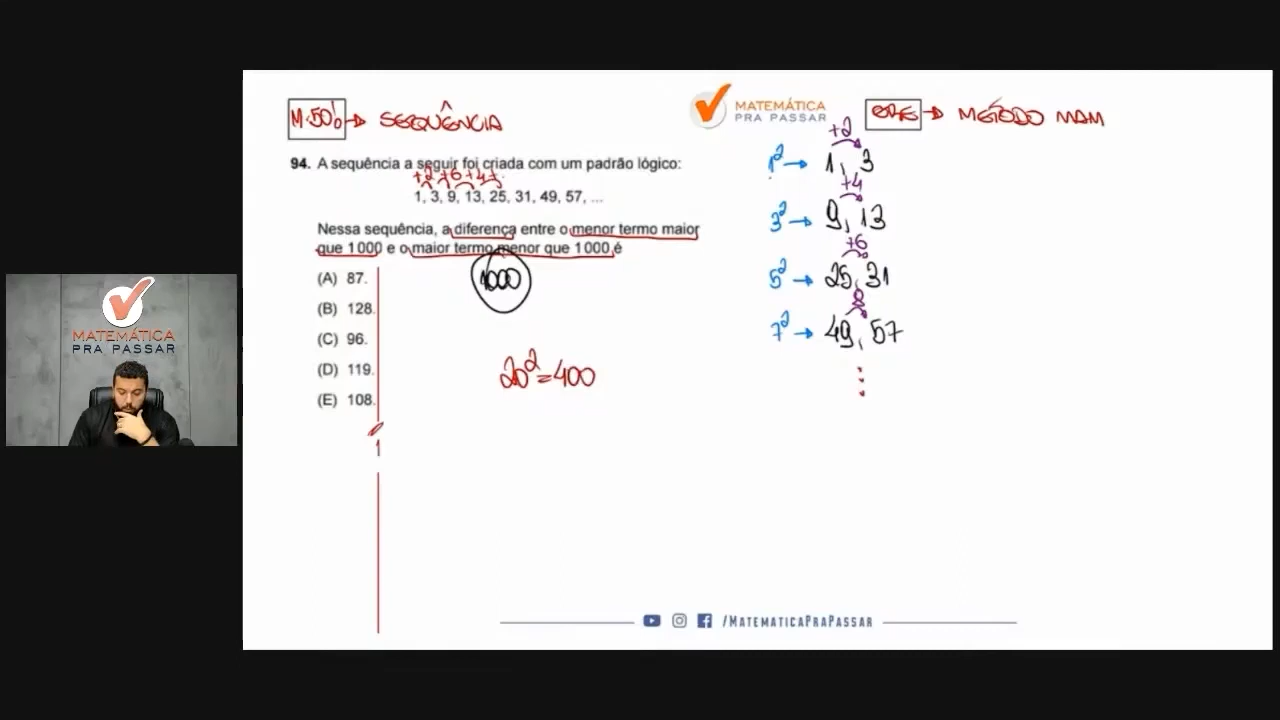 M.50% → SEQUÊNCIA
MATEMÁTICA
PRA PASSAR
→ MÉTODO MPM
94. A sequência a seguir foi criada com um padrão lógico:
+2 +6 +4 +
1, 3, 9, 13, 25, 31, 49, 57, ...
Nessa sequência, a diferença entre o menor termo maior
que 1000 e o maior termo menor que 1000 é
(A) 87.
(B) 128.
(C) 96.
(D) 119.
(E) 108.
1000
20²=400
1
+2
1² → 1, 3
+4
3² → 9, 13
+6
5² → 25, 31
8
7² → 49, 57
⋮
MATEMÁTICA
PRA PASSAR
/MATEMATICAPRAPASSAR